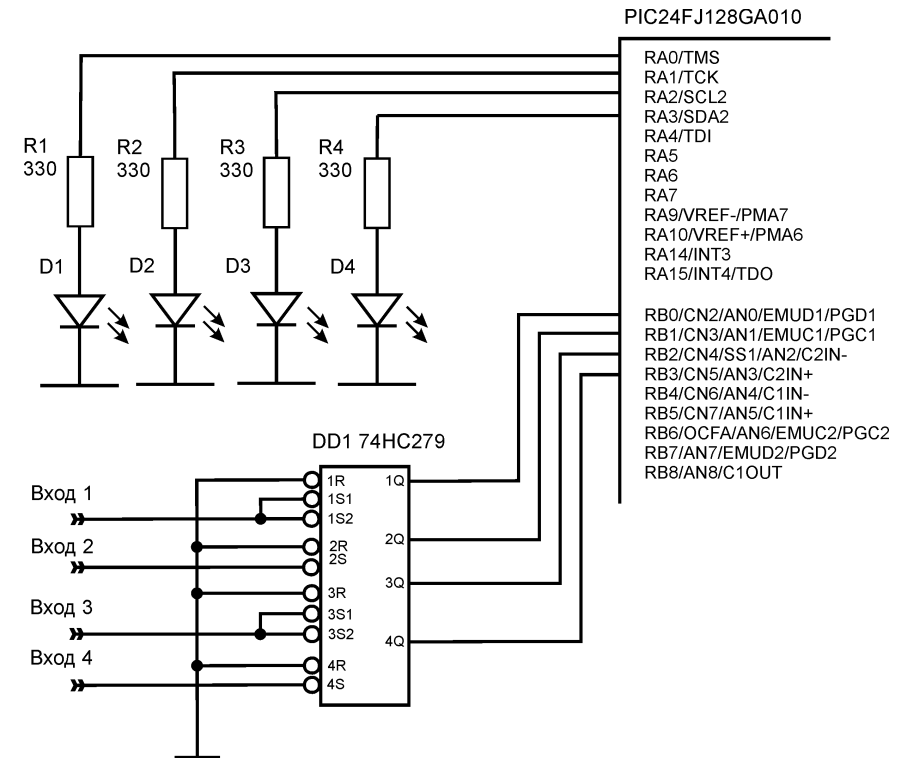 PIC24FJ128GA010
RA0/TMS
RA1/TCK
RA2/SCL2
RA3/SDA2
RA4/TDI
RA5
RA6
RA7
RA9/VREF-/PMA7
RA10/VREF+/PMA6
RA14/INT3
RA15/INT4/TDO
RB0/CN2/AN0/EMUD1/PGD1
RB1/CN3/AN1/EMUC1/PGC1
RB2/CN4/SS1/AN2/C2IN-
RB3/CN5/AN3/C2IN+
RB4/CN6/AN4/C1IN-
RB5/CN7/AN5/C1IN+
RB6/OCFA/AN6/EMUC2/PGC2
RB7/AN7/EMUD2/PGD2
RB8/AN8/C1OUT
R1
330
R2
330
R3
330
R4
330
D1
D2
D3
D4
DD1 74HC279
Вход 1
Вход 2
Вход 3
Вход 4
1R
1S1
1S2
2R
2S
3R
3S1
3S2
4R
4S
1Q
2Q
3Q
4Q